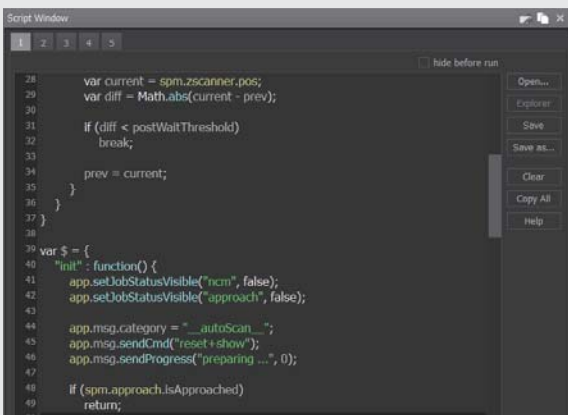 Script Window
1 2 3 4 5
hide before run
28 var current = spm.zscanner.pos;
29 var diff = Math.abs(current - prev);
30
31 if (diff < postWaitThreshold)
32 break;
33
34 prev = current;
35 }
36 }
37 }
38
39 var $ = {
40 "init" : function() {
41 app.setJobStatusVisible("ncm", false);
42 app.setJobStatusVisible("approach", false);
43
44 app.msg.category = "__autoScan__";
45 app.msg.sendCmd("reset+show");
46 app.msg.sendProgress("preparing ...", 0);
47
48 if (spm.approach.isApproached)
49 return;
Open...
Explorer
Save
Save as...
Clear
Copy All
Help